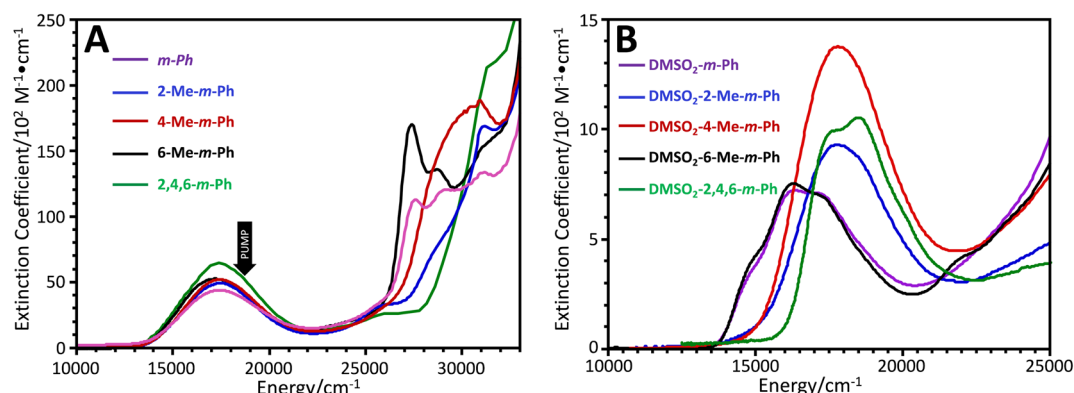 A
250
200
150
100
50
0
10000 15000 20000 25000 30000
Energy/cm-1
Extinction Coefficient/10² M⁻¹•cm⁻¹
m-Ph
2-Me-m-Ph
4-Me-m-Ph
6-Me-m-Ph
2,4,6-m-Ph
PUMP
B
15
10
5
0
10000 15000 20000 25000
Energy/cm⁻¹
Extinction Coefficient/10² M⁻¹•cm⁻¹
DMSO₂-m-Ph
DMSO₂-2-Me-m-Ph
DMSO₂-4-Me-m-Ph
DMSO₂-6-Me-m-Ph
DMSO₂-2,4,6-m-Ph